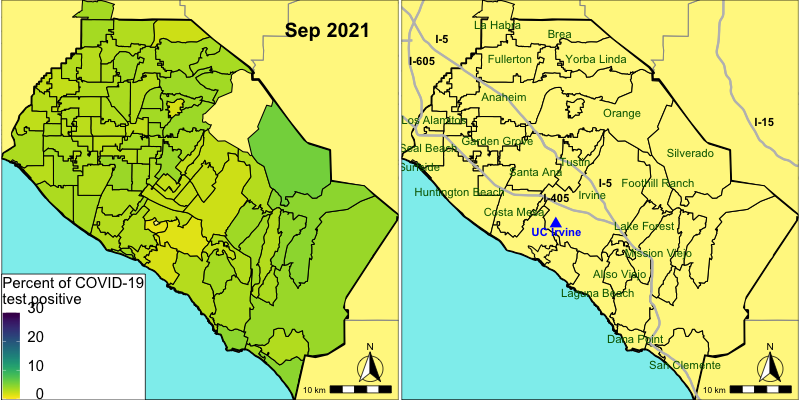 Sep 2021
Percent of COVID-19
test positive
30
20
10
0
N
10 km
La Habra
Brea
I-5
I-605
Fullerton
Yorba Linda
Anaheim
Orange
Los Alamitos
I-15
Garden Grove
Seal Beach
Silverado
Tustin
Sunside
Santa Ana
I-5
Foothill Ranch
Huntington Beach
Irvine
I-405
Costa Mesa
UC Irvine
Lake Forest
Mission Viejo
Aliso Viejo
Laguna Beach
Dana Point
San Clemente
N
10 km